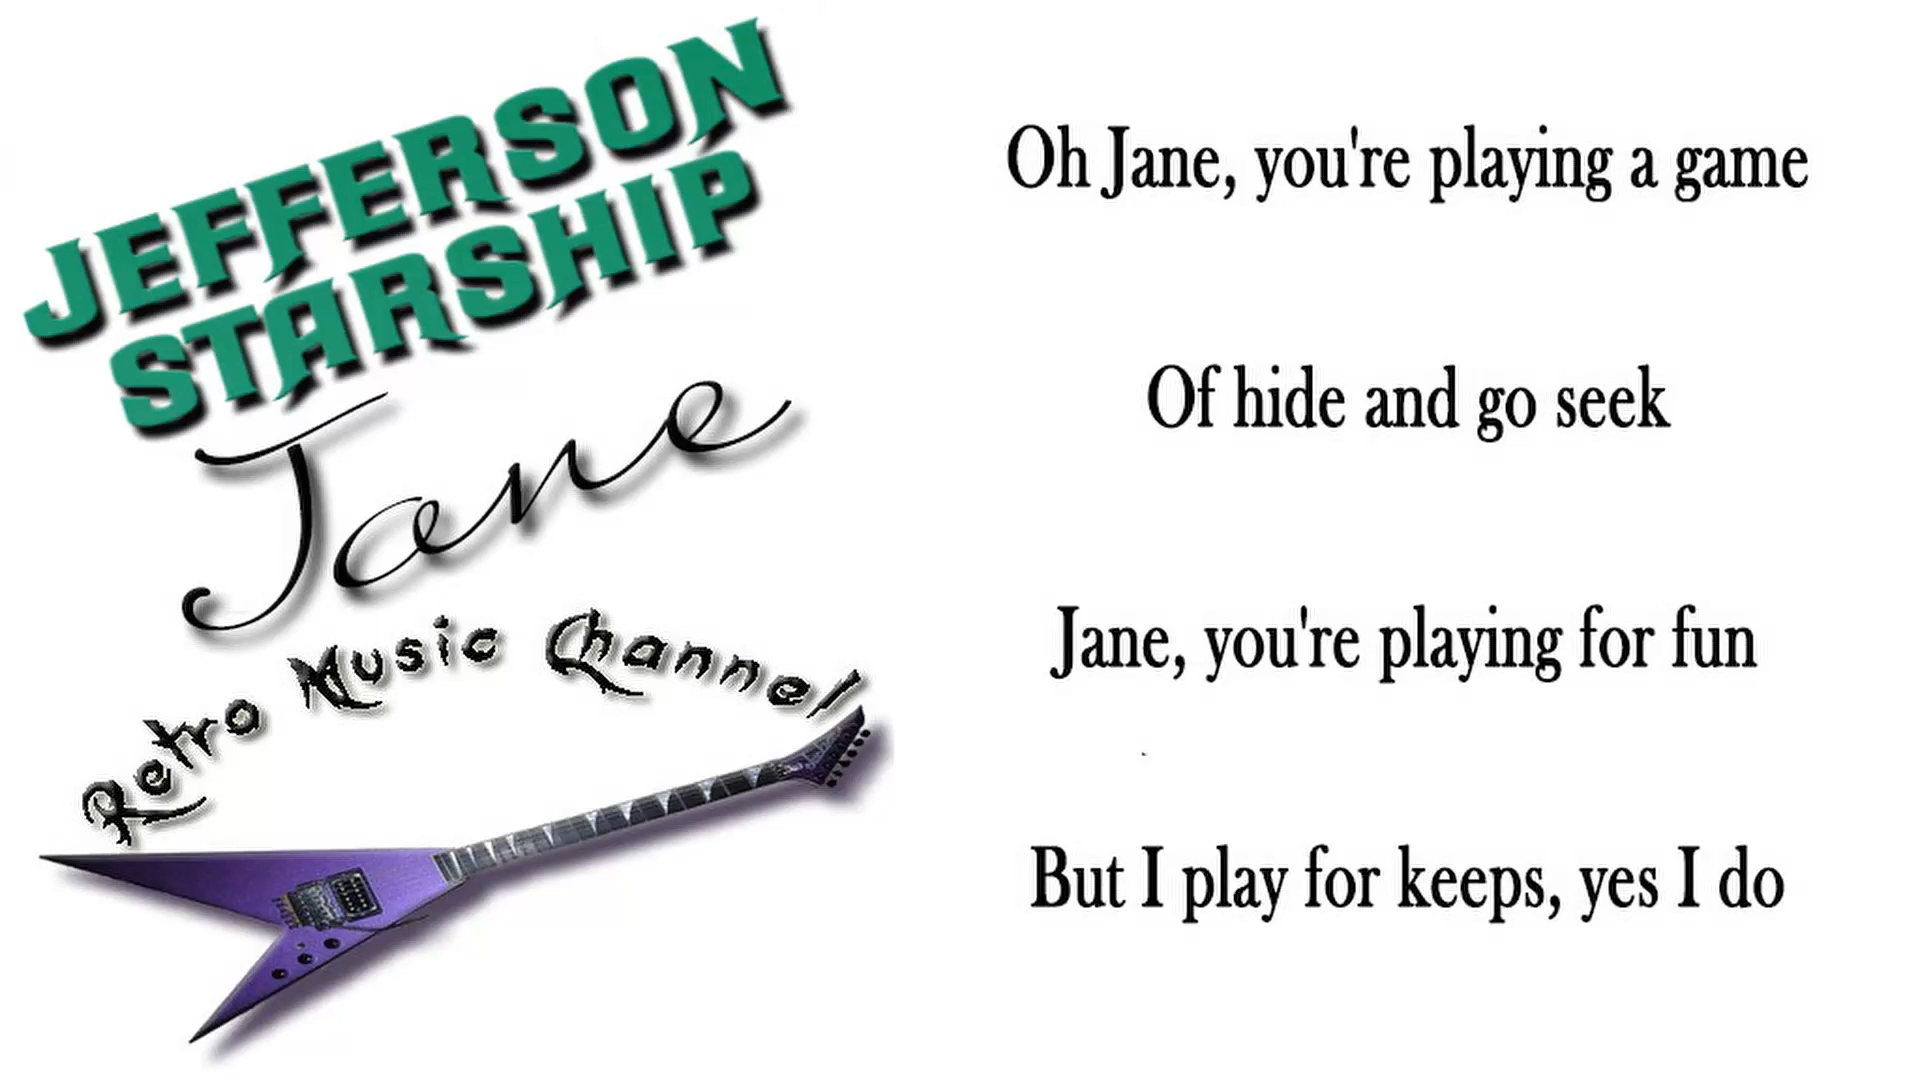 JEFFERSON
STARSHIP
Jane
Retro Music Channel
Oh Jane, you're playing a game
Of hide and go seek
Jane, you're playing for fun
But I play for keeps, yes I do